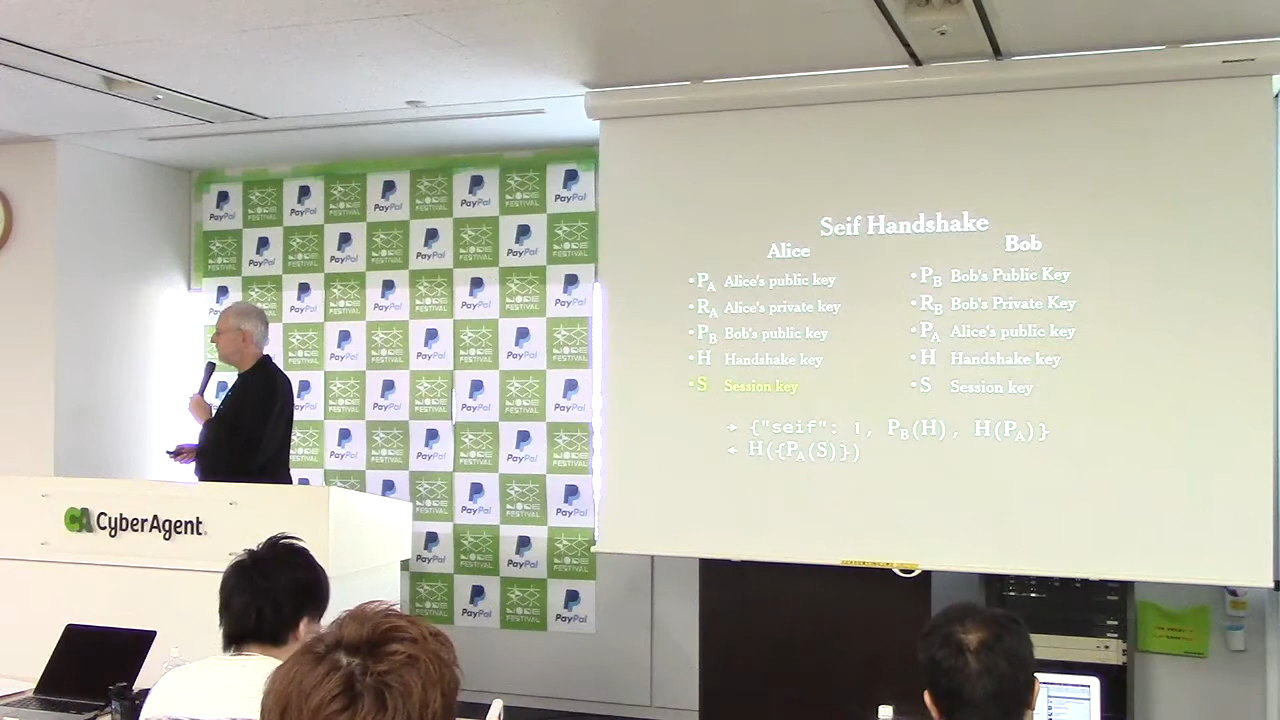 Seif Handshake
Alice
• PA Alice's public key
• RA Alice's private key
• PB Bob's public key
• H Handshake key
• S Session key
Bob
• PB Bob's Public Key
• RB Bob's Private Key
• PA Alice's public key
• H Handshake key
• S Session key
→ {"seif": 1, PB(H), H(PA)}
← H({PA(S)})
PayPal
NODE
FESTIVAL
CA CyberAgent